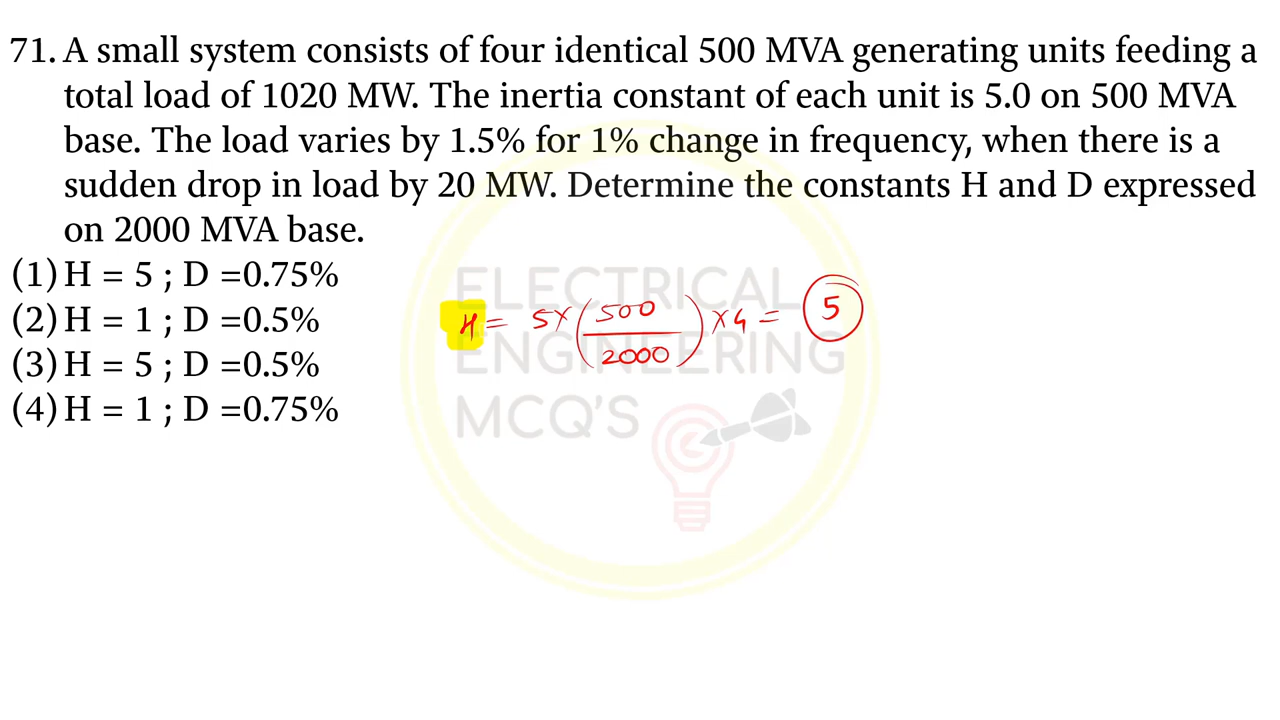 71. A small system consists of four identical 500 MVA generating units feeding a
total load of 1020 MW. The inertia constant of each unit is 5.0 on 500 MVA
base. The load varies by 1.5% for 1% change in frequency, when there is a
sudden drop in load by 20 MW. Determine the constants H and D expressed
on 2000 MVA base.
(1) H = 5 ; D =0.75%
(2) H = 1 ; D =0.5%
(3) H = 5 ; D =0.5%
(4) H = 1 ; D =0.75%
H = 5 × (500/2000) × 4 = 5
ELECTRICAL
ENGINEERING
MCQ'S